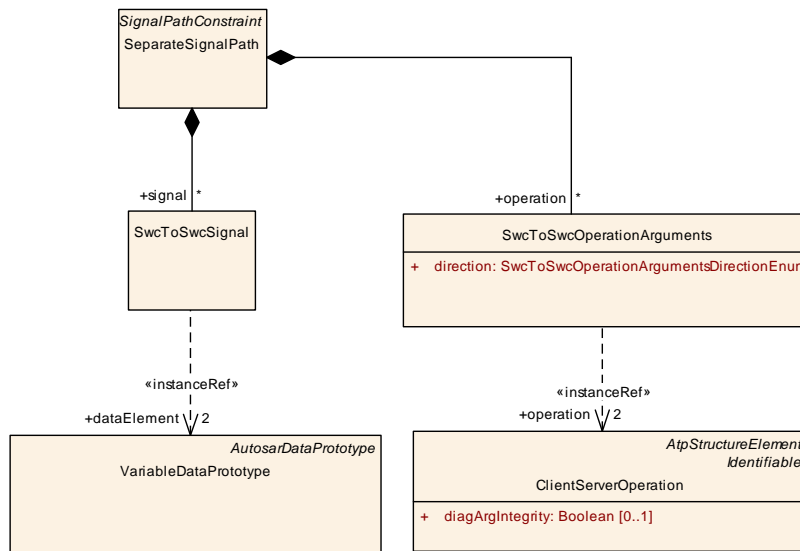 SignalPathConstraint
SeparateSignalPath
+signal *
+operation *
SwcToSwcSignal
SwcToSwcOperationArguments
+ direction: SwcToSwcOperationArgumentsDirectionEnum
«instanceRef»
+dataElement 2
«instanceRef»
+operation 2
AutosarDataPrototype
VariableDataPrototype
AtpStructureElement
Identifiable
ClientServerOperation
+ diagArgIntegrity: Boolean [0..1]